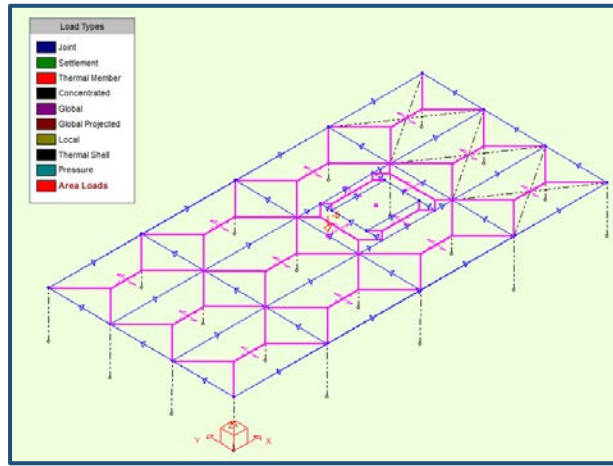 Load Types
Joint
Settlement
Thermal Member
Concentrated
Global
Global Projected
Local
Thermal Shell
Pressure
Area Loads
Y
X